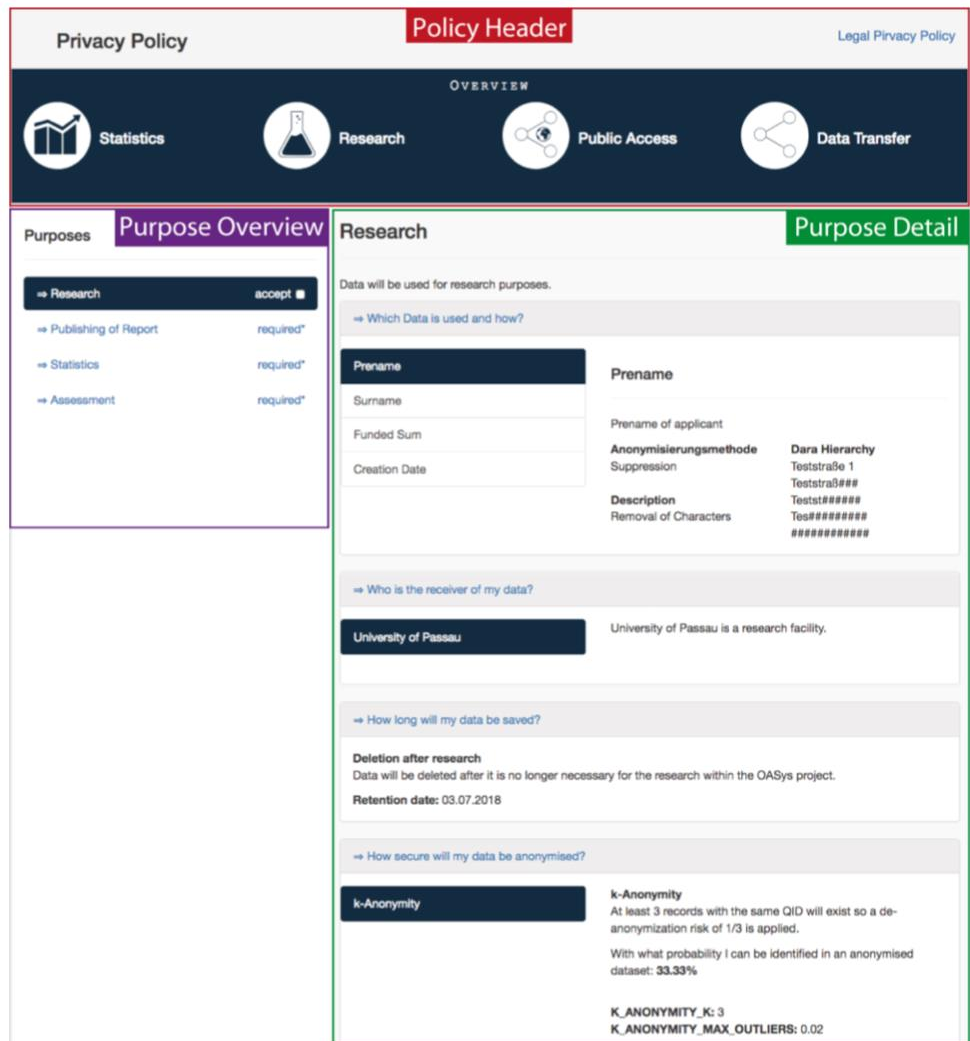 Policy Header
Privacy Policy
Legal Pirvacy Policy
OVERVIEW
Statistics
Research
Public Access
Data Transfer
Purpose Overview
Purposes
⇒ Research accept
⇒ Publishing of Report required*
⇒ Statistics required*
⇒ Assessment required*
Purpose Detail
Research
Data will be used for research purposes.
⇒ Which Data is used and how?
Prename
Surname
Funded Sum
Creation Date
Prename
Prename of applicant
Anonymisierungsmethode
Suppression
Description
Removal of Characters
Dara Hierarchy
Teststraße 1
Teststraß###
Testst######
Tes#########
############
⇒ Who is the receiver of my data?
University of Passau
University of Passau is a research facility.
⇒ How long will my data be saved?
Deletion after research
Data will be deleted after it is no longer necessary for the research within the OASys project.
Retention date: 03.07.2018
⇒ How secure will my data be anonymised?
k-Anonymity
k-Anonymity
At least 3 records with the same QID will exist so a de-
anonymization risk of 1/3 is applied.
With what probability I can be identified in an anonymised
dataset: 33.33%
K_ANONYMITY_K: 3
K_ANONYMITY_MAX_OUTLIERS: 0.02